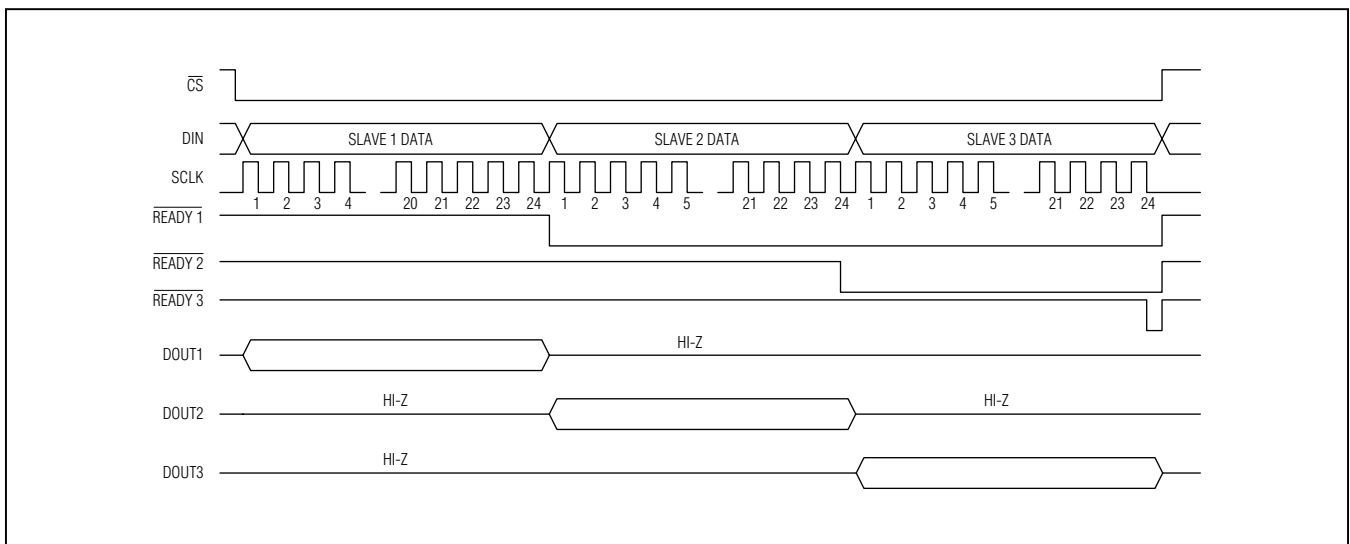 CS
DIN SLAVE 1 DATA SLAVE 2 DATA SLAVE 3 DATA
SCLK
1 2 3 4 20 21 22 23 24 1 2 3 4 5 21 22 23 24 1 2 3 4 5 21 22 23 24
READY 1
READY 2
READY 3
DOUT1 HI-Z
DOUT2 HI-Z HI-Z
DOUT3 HI-Z